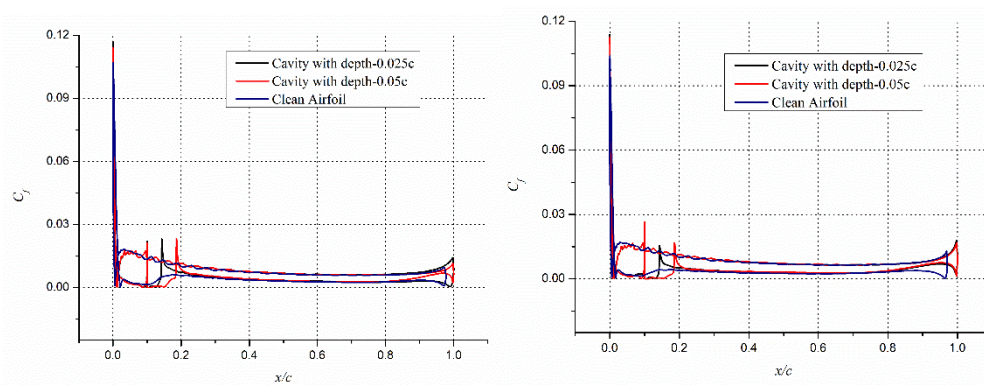 0.12
Cavity with depth-0.025c
Cavity with depth-0.05c
Clean Airfoil
0.09
0.06
C_f
0.03
0.00
0.0 0.2 0.4 0.6 0.8 1.0
x/c
0.12
Cavity with depth-0.025c
Cavity with depth-0.05c
Clean Airfoil
0.09
0.06
C_f
0.03
0.00
0.0 0.2 0.4 0.6 0.8 1.0
x/c